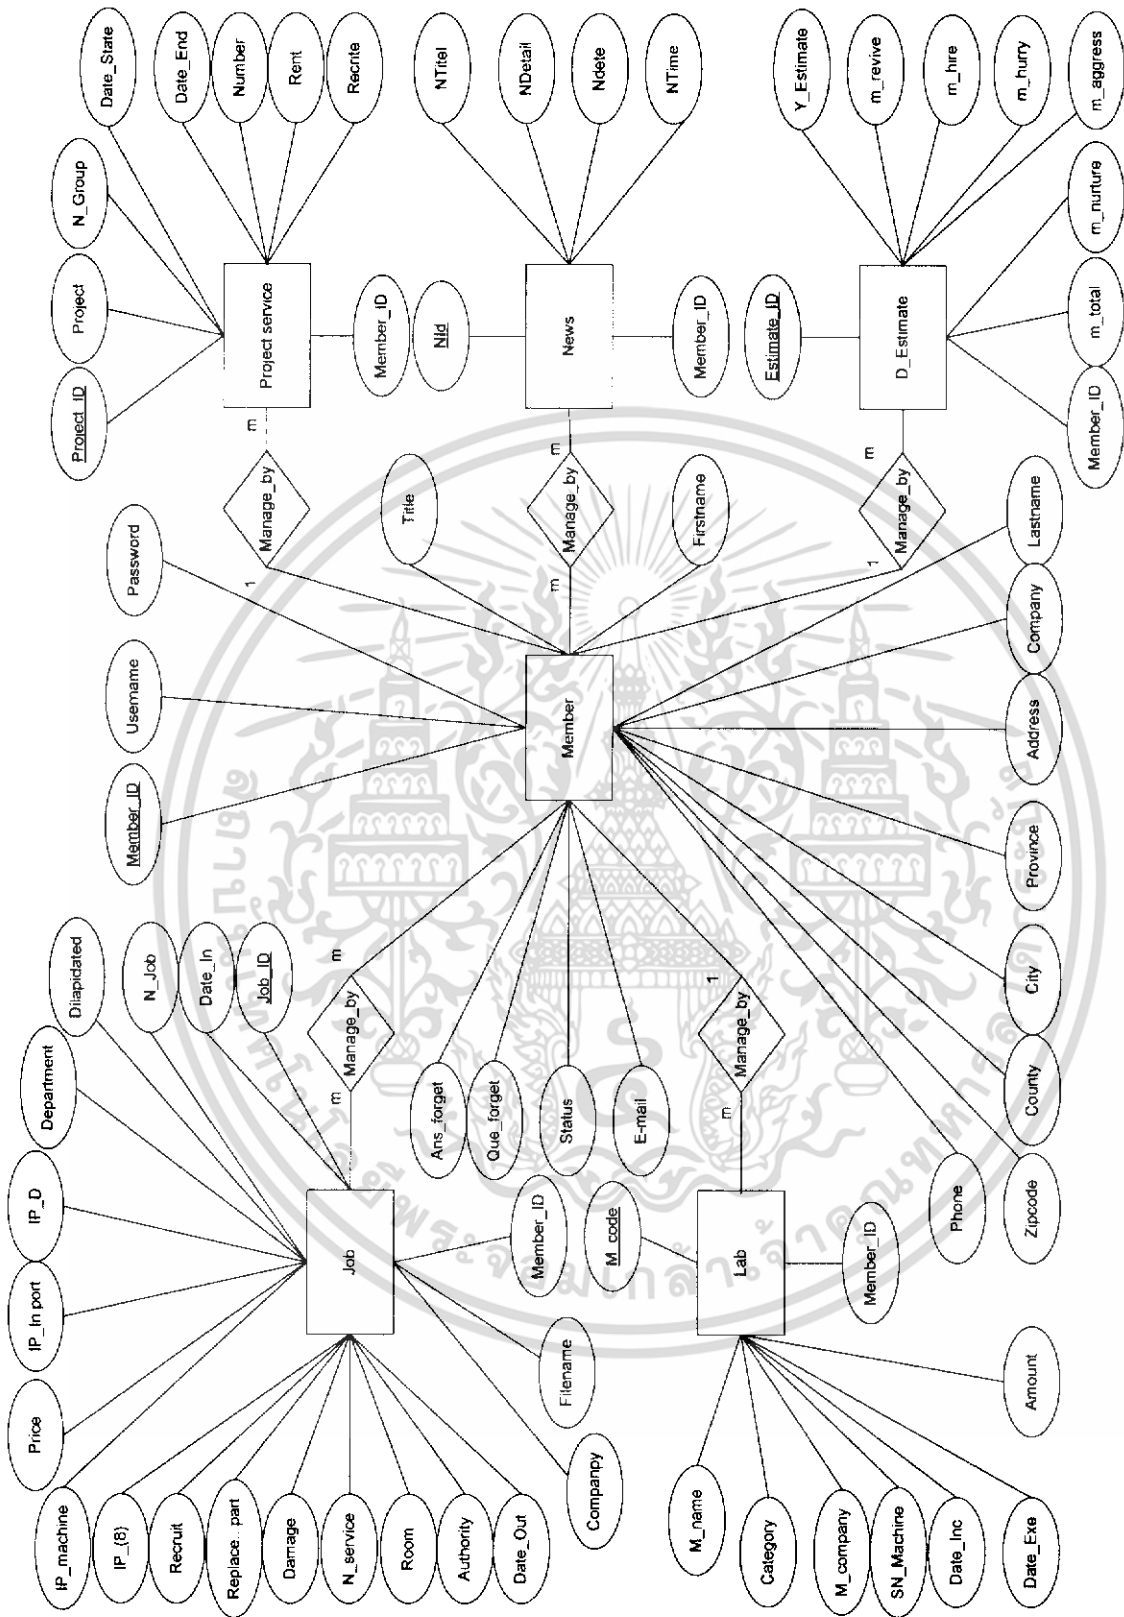 IP_machine
Price
IP_In port
IP_D
Department
Dilapidated
N_Job
Date_In
Job_ID
IP_(8)
Recruit
Replace.. part
Damage
N_service
Room
Authority
Date_Out
Job
Companpy
Filename
Member_ID
m
Manage_by
m
Member_ID
Username
Password
Title
Firstname
Lastname
Company
Address
Province
City
County
Zipcode
Phone
Ans_forget
Que_forget
Status
E-mail
Member
M_code
M_name
Category
M_company
SN_Machine
Date_Inc
Date_Exe
Amount
Member_ID
Lab
m
Manage_by
1
Project_ID
Project
N_Group
Date_State
Date_End
Number
Rent
Recnte
Member_ID
Project service
m
Manage_by
1
NId
NTitel
NDetail
Ndete
NTime
Member_ID
News
m
Manage_by
m
Estimate_ID
Y_Estimate
m_revive
m_hire
m_hurry
m_aggress
m_nurture
m_total
Member_ID
D_Estimate
m
Manage_by
1